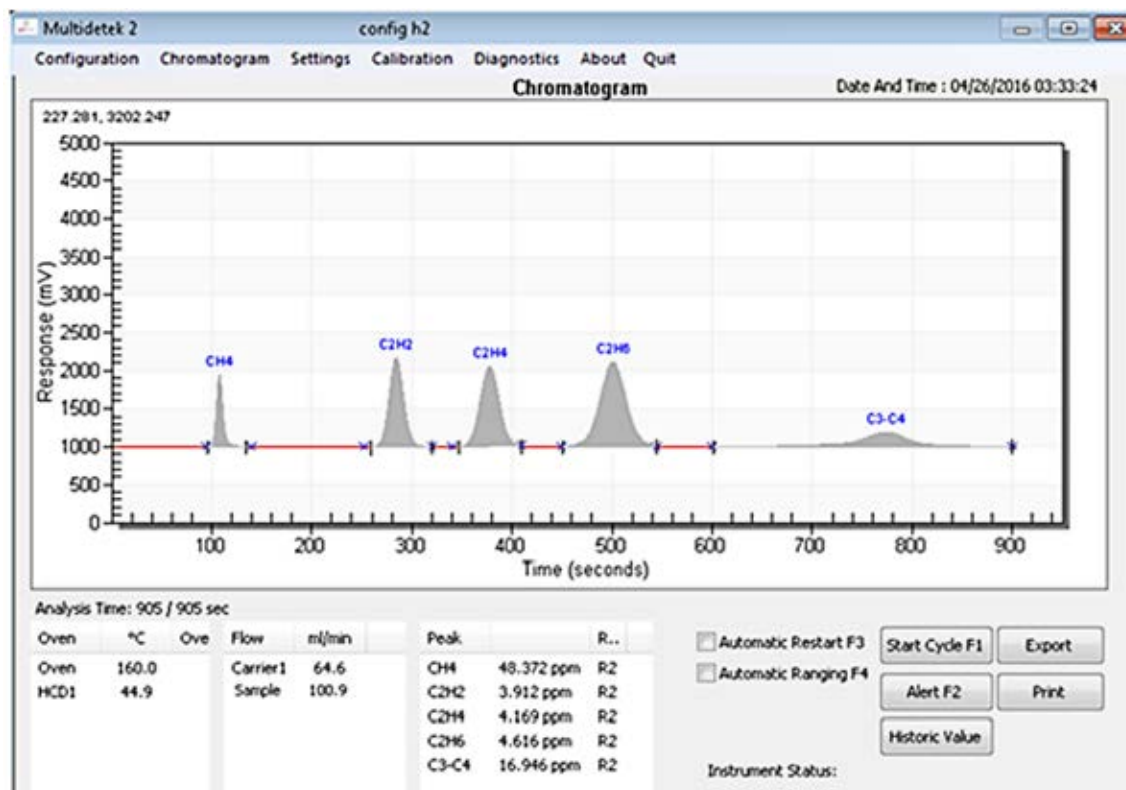 Multidetek 2 config h2
Configuration Chromatogram Settings Calibration Diagnostics About Quit
Chromatogram Date And Time : 04/26/2016 03:33:24
227.281, 3202.247
5000
4500
4000
3500
3000
2500
2000
1500
1000
500
0
Response (mV)
CH4
C2H2
C2H4
C2H6
C3-C4
100 200 300 400 500 600 700 800 900
Time (seconds)
Analysis Time: 905 / 905 sec
Oven °C Ove
Oven 160.0
HCD1 44.9
Flow ml/min
Carrier1 64.6
Sample 100.9
Peak R..
CH4 48.372 ppm R2
C2H2 3.912 ppm R2
C2H4 4.169 ppm R2
C2H6 4.616 ppm R2
C3-C4 16.946 ppm R2
Automatic Restart F3
Automatic Ranging F4
Start Cycle F1
Export
Alert F2
Print
Historic Value
Instrument Status: